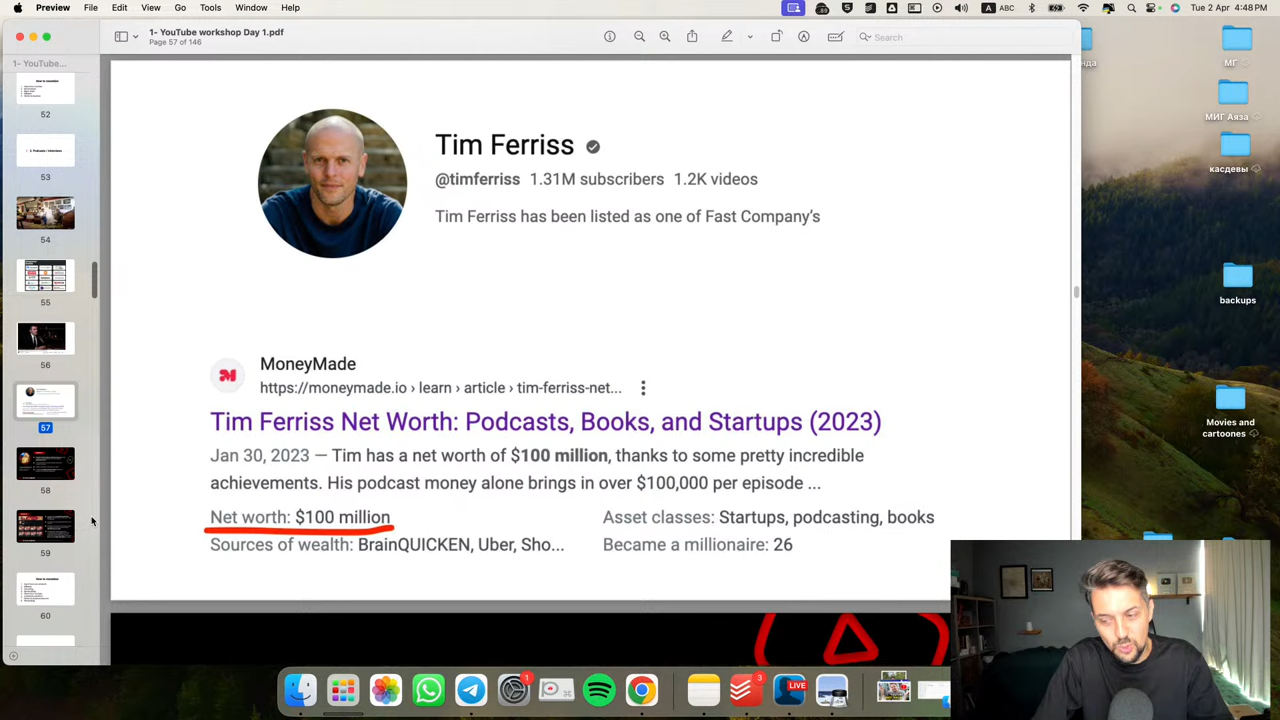 Preview File Edit View Go Tools Window Help
ABC Tue 2 Apr 4:48 PM
1- YouTube workshop Day 1.pdf
Page 57 of 146
Search
1- YouTube...
52
53
54
55
56
57
58
59
60
Tim Ferriss
@timferriss 1.31M subscribers 1.2K videos
Tim Ferriss has been listed as one of Fast Company's
MoneyMade
https://moneymade.io › learn › article › tim-ferriss-net...
Tim Ferriss Net Worth: Podcasts, Books, and Startups (2023)
Jan 30, 2023 — Tim has a net worth of $100 million, thanks to some pretty incredible
achievements. His podcast money alone brings in over $100,000 per episode ...
Net worth: $100 million Asset classes: Startups, podcasting, books
Sources of wealth: BrainQUICKEN, Uber, Sho... Became a millionaire: 26
МГ
МИГ Аяза
касдевы
backups
Movies and
cartoones
1
3
LIVE